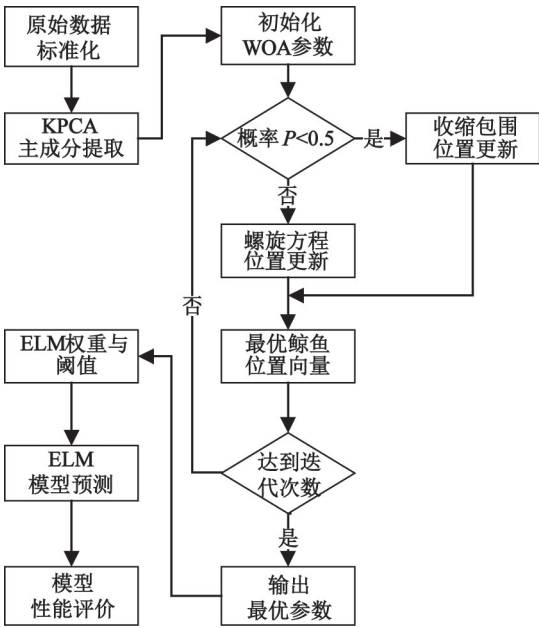 原始数据
标准化
KPCA
主成分提取
初始化
WOA参数
概率P<0.5
是
收缩包围
位置更新
否
螺旋方程
位置更新
否
最优鲸鱼
位置向量
达到迭
代次数
是
输出
最优参数
ELM权重与
阈值
ELM
模型预测
模型
性能评价